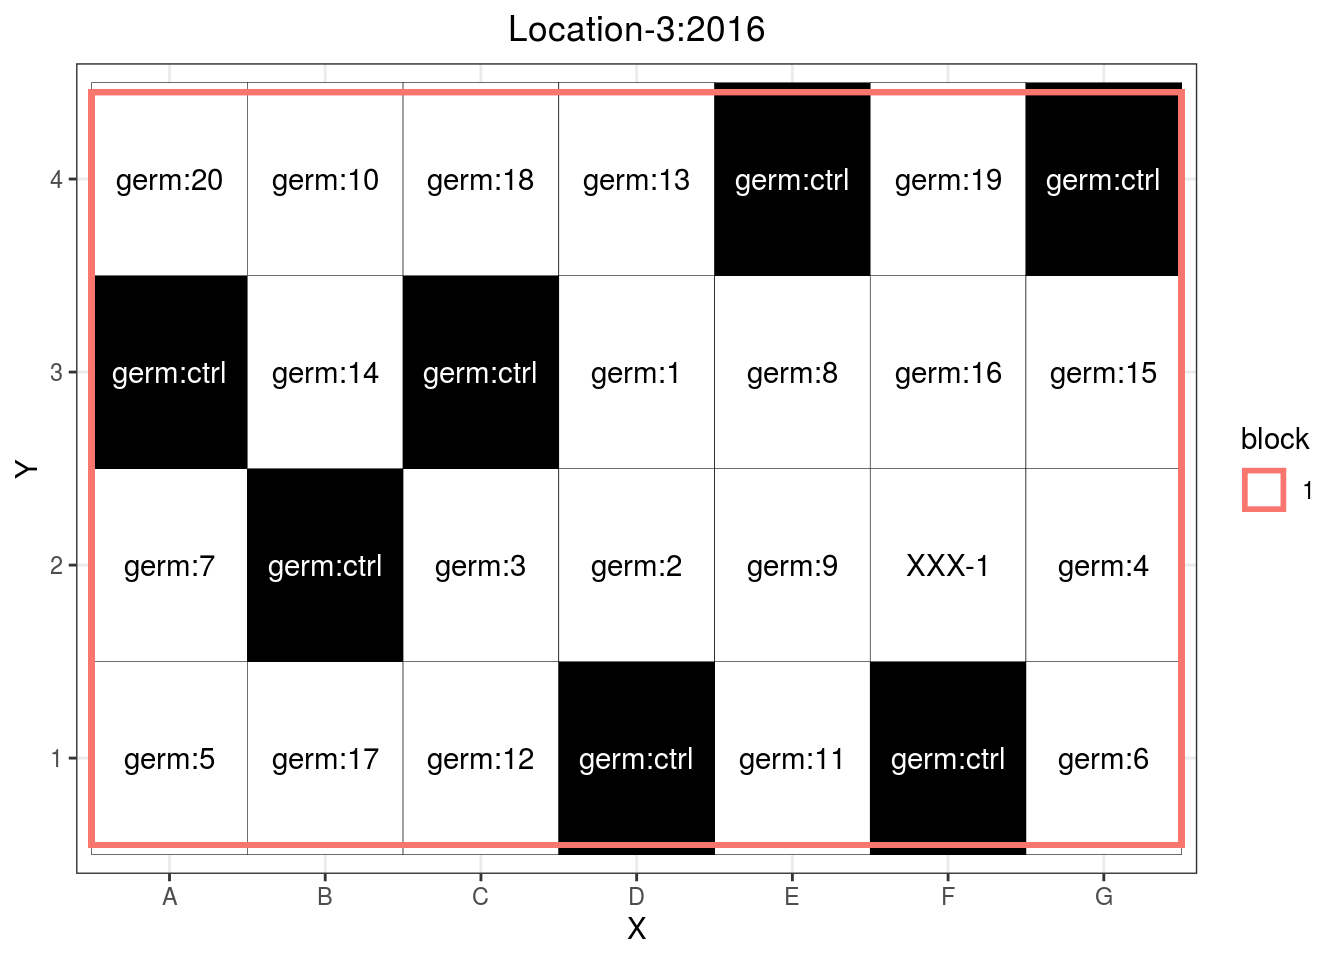 Location-3:2016
4 germ:20 germ:10 germ:18 germ:13 germ:ctrl germ:19 germ:ctrl
3 germ:ctrl germ:14 germ:ctrl germ:1 germ:8 germ:16 germ:15
2 germ:7 germ:ctrl germ:3 germ:2 germ:9 XXX-1 germ:4
1 germ:5 germ:17 germ:12 germ:ctrl germ:11 germ:ctrl germ:6
A B C D E F G
X
Y
block
1